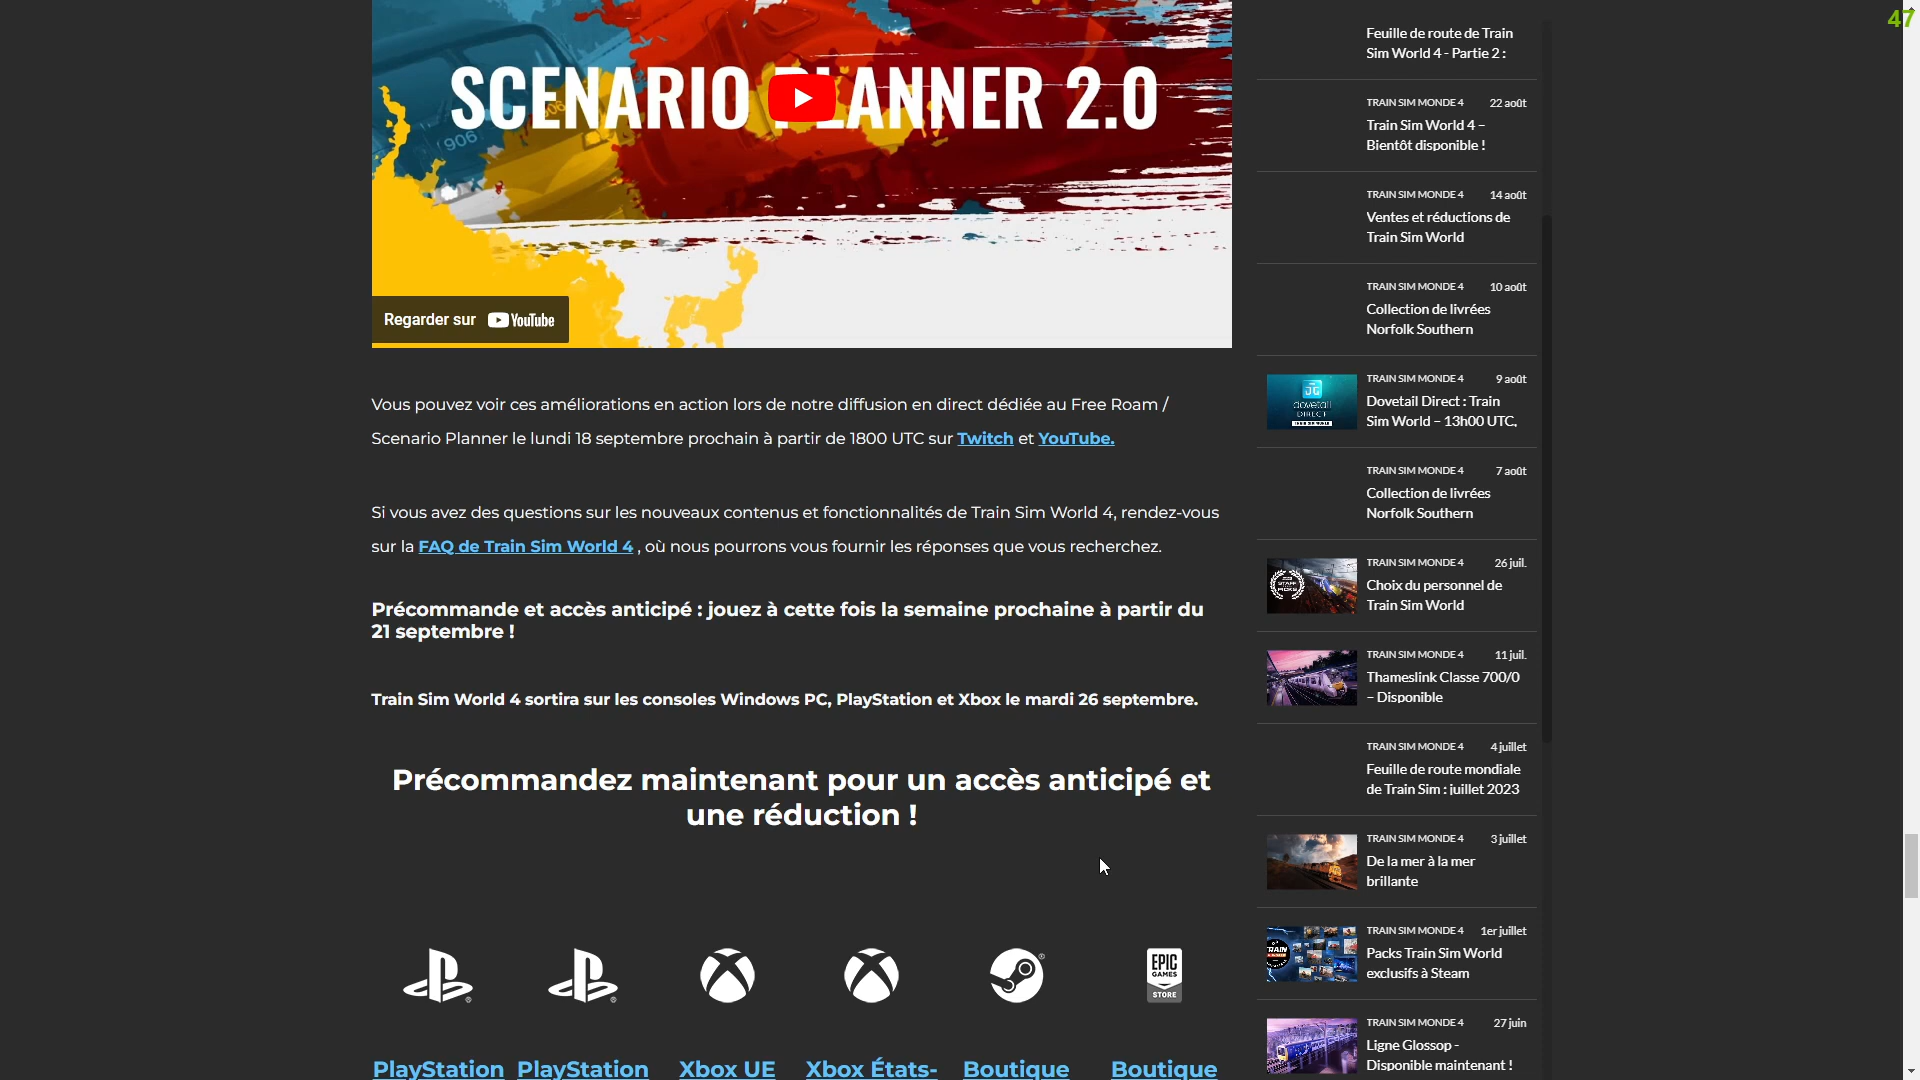 47
SCENARIO PLANNER 2.0
906
Regarder sur YouTube
Vous pouvez voir ces améliorations en action lors de notre diffusion en direct dédiée au Free Roam /
Scenario Planner le lundi 18 septembre prochain à partir de 1800 UTC sur Twitch et YouTube.
Si vous avez des questions sur les nouveaux contenus et fonctionnalités de Train Sim World 4, rendez-vous
sur la FAQ de Train Sim World 4 , où nous pourrons vous fournir les réponses que vous recherchez.
Précommande et accès anticipé : jouez à cette fois la semaine prochaine à partir du
21 septembre !
Train Sim World 4 sortira sur les consoles Windows PC, PlayStation et Xbox le mardi 26 septembre.
Précommandez maintenant pour un accès anticipé et
une réduction !
EPIC
GAMES
STORE
PlayStation PlayStation Xbox UE Xbox États- Boutique Boutique
Feuille de route de Train
Sim World 4 - Partie 2 :
TRAIN SIM MONDE 4 22 août
Train Sim World 4 –
Bientôt disponible !
TRAIN SIM MONDE 4 14 août
Ventes et réductions de
Train Sim World
TRAIN SIM MONDE 4 10 août
Collection de livrées
Norfolk Southern
dovetail
DIRECT
TRAIN SIM MONDE 4 9 août
Dovetail Direct : Train
Sim World – 13h00 UTC,
TRAIN SIM MONDE 4 7 août
Collection de livrées
Norfolk Southern
STAFF
PICKS
TRAIN SIM MONDE 4 26 juil.
Choix du personnel de
Train Sim World
TRAIN SIM MONDE 4 11 juil.
Thameslink Classe 700/0
– Disponible
TRAIN SIM MONDE 4 4 juillet
Feuille de route mondiale
de Train Sim : juillet 2023
TRAIN SIM MONDE 4 3 juillet
De la mer à la mer
brillante
TRAIN
TRAIN SIM MONDE 4 1er juillet
Packs Train Sim World
exclusifs à Steam
TRAIN SIM MONDE 4 27 juin
Ligne Glossop -
Disponible maintenant !